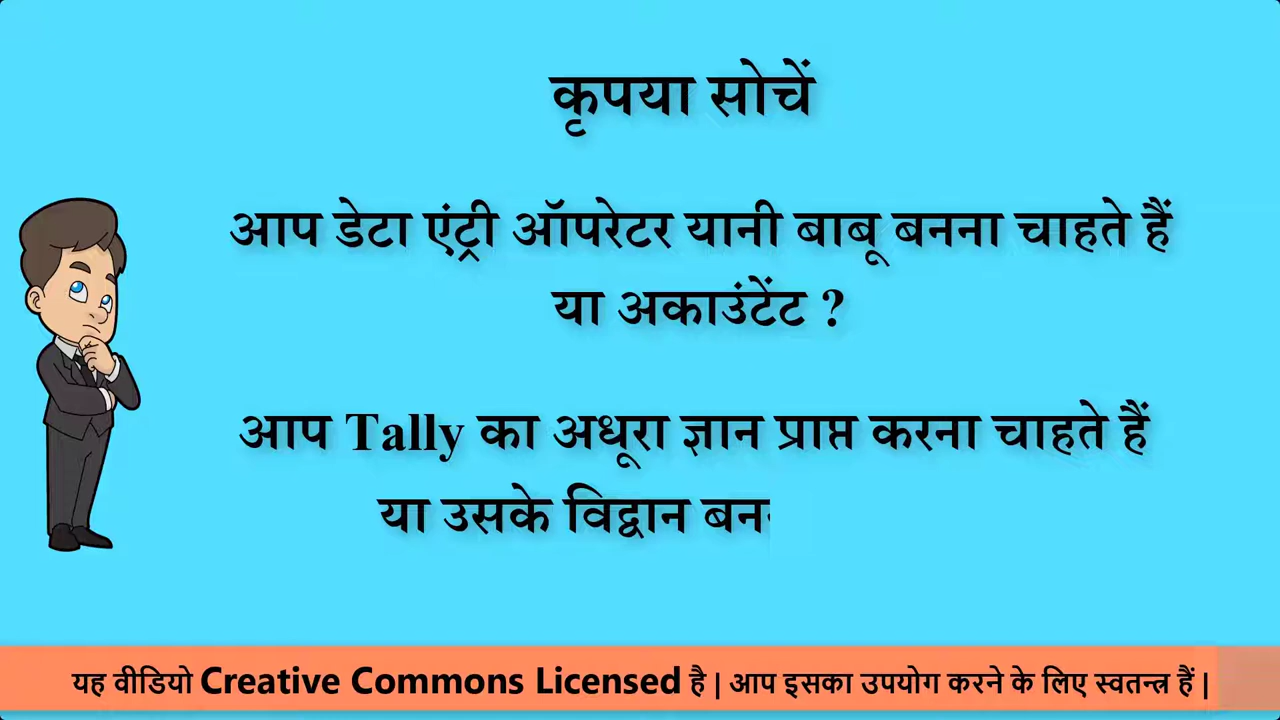 कृपया सोचें
आप डेटा एंट्री ऑपरेटर यानी बाबू बनना चाहते हैं
या अकाउंटेंट ?
आप Tally का अधूरा ज्ञान प्राप्त करना चाहते हैं
या उसके विद्वान
यह वीडियो Creative Commons Licensed है | आप इसका उपयोग करने के लिए स्वतन्त्र हैं |